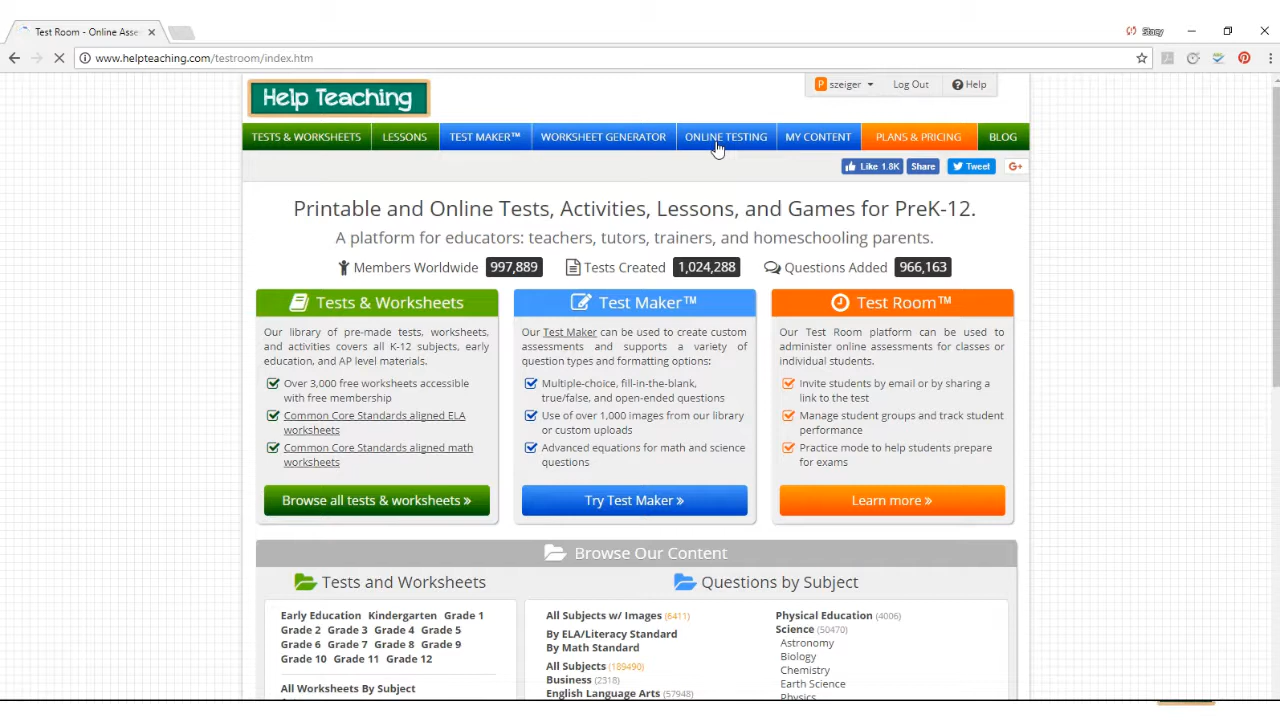 Test Room - Online Asse
Stacy
www.helpteaching.com/testroom/index.htm
Help Teaching
szeiger Log Out Help
TESTS & WORKSHEETS LESSONS TEST MAKER™ WORKSHEET GENERATOR ONLINE TESTING MY CONTENT PLANS & PRICING BLOG
Like 1.8K Share Tweet G+
Printable and Online Tests, Activities, Lessons, and Games for PreK-12.
A platform for educators: teachers, tutors, trainers, and homeschooling parents.
Members Worldwide 997,889 Tests Created 1,024,288 Questions Added 966,163
Tests & Worksheets
Our library of pre-made tests, worksheets,
and activities covers all K-12 subjects, early
education, and AP level materials.
Over 3,000 free worksheets accessible
with free membership
Common Core Standards aligned ELA
worksheets
Common Core Standards aligned math
worksheets
Browse all tests & worksheets »
Test Maker™
Our Test Maker can be used to create custom
assessments and supports a variety of
question types and formatting options:
Multiple-choice, fill-in-the-blank,
true/false, and open-ended questions
Use of over 1,000 images from our library
or custom uploads
Advanced equations for math and science
questions
Try Test Maker »
Test Room™
Our Test Room platform can be used to
administer online assessments for classes or
individual students.
Invite students by email or by sharing a
link to the test
Manage student groups and track student
performance
Practice mode to help students prepare
for exams
Learn more »
Browse Our Content
Tests and Worksheets
Early Education Kindergarten Grade 1
Grade 2 Grade 3 Grade 4 Grade 5
Grade 6 Grade 7 Grade 8 Grade 9
Grade 10 Grade 11 Grade 12
All Worksheets By Subject
Questions by Subject
All Subjects w/ Images (6411)
By ELA/Literacy Standard
By Math Standard
All Subjects (189490)
Business (2318)
English Language Arts (57948)
Physical Education (4006)
Science (50470)
Astronomy
Biology
Chemistry
Earth Science
Physics